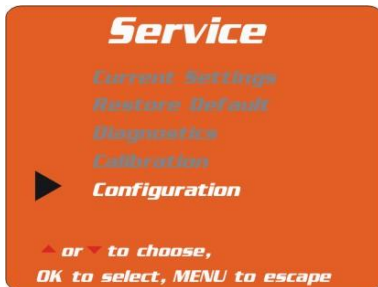 Service
Current Settings
Restore Default
Diagnostics
Calibration
Configuration
▲ or ▼ to choose,
OK to select, MENU to escape